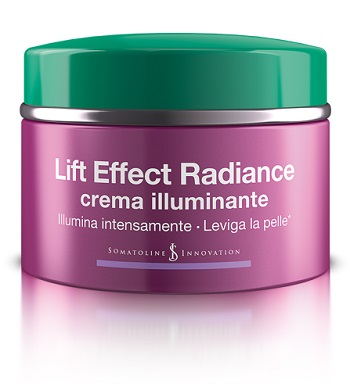 Lift Effect Radiance
crema illuminante
Illumina intensamente · Leviga la pelle*
SOMATOLINE S INNOVATION